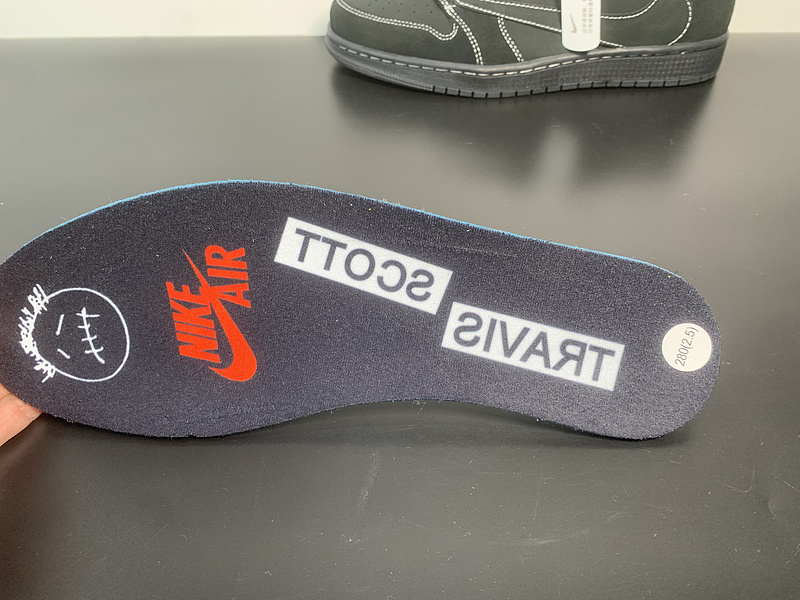 NIKE
AIR
TRAVIS
SCOTT
280(2.5)